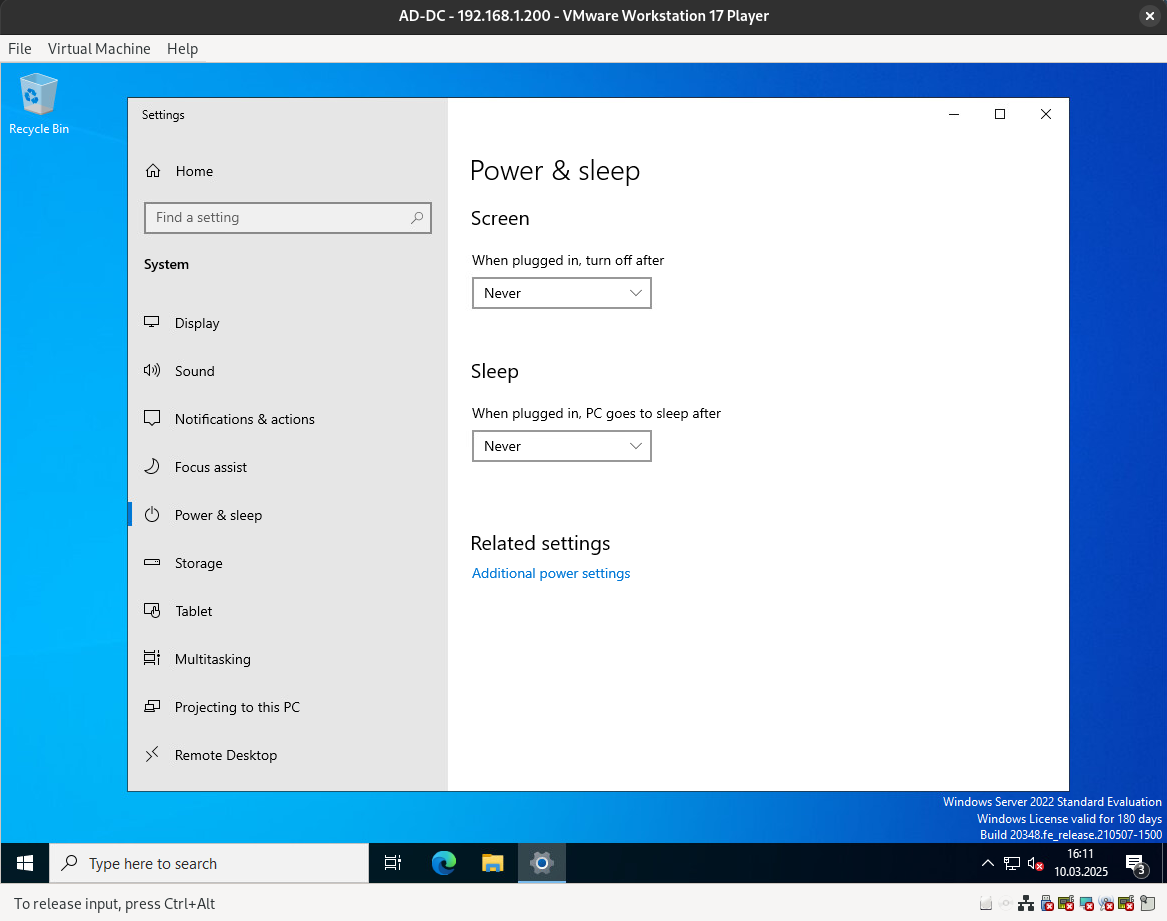 AD-DC - 192.168.1.200 - VMware Workstation 17 Player
File Virtual Machine Help
Recycle Bin
Settings
Home
Find a setting
System
Display
Sound
Notifications & actions
Focus assist
Power & sleep
Storage
Tablet
Multitasking
Projecting to this PC
Remote Desktop
Power & sleep
Screen
When plugged in, turn off after
Never
Sleep
When plugged in, PC goes to sleep after
Never
Related settings
Additional power settings
Windows Server 2022 Standard Evaluation
Windows License valid for 180 days
Build 20348.fe_release.210507-1500
Type here to search
16:11
10.03.2025
3
To release input, press Ctrl+Alt